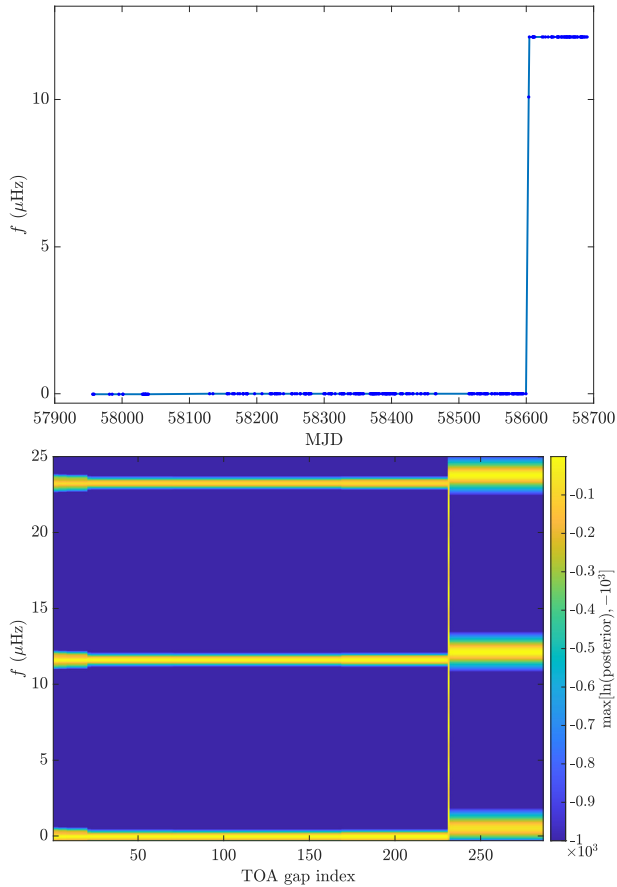 10
5
0
f (μHz)
57900 58000 58100 58200 58300 58400 58500 58600 58700
MJD
25
20
15
10
5
0
f (μHz)
50 100 150 200 250
TOA gap index
-0.1
-0.2
-0.3
-0.4
-0.5
-0.6
-0.7
-0.8
-0.9
-1
×10³
max[ln(posterior), −10³]